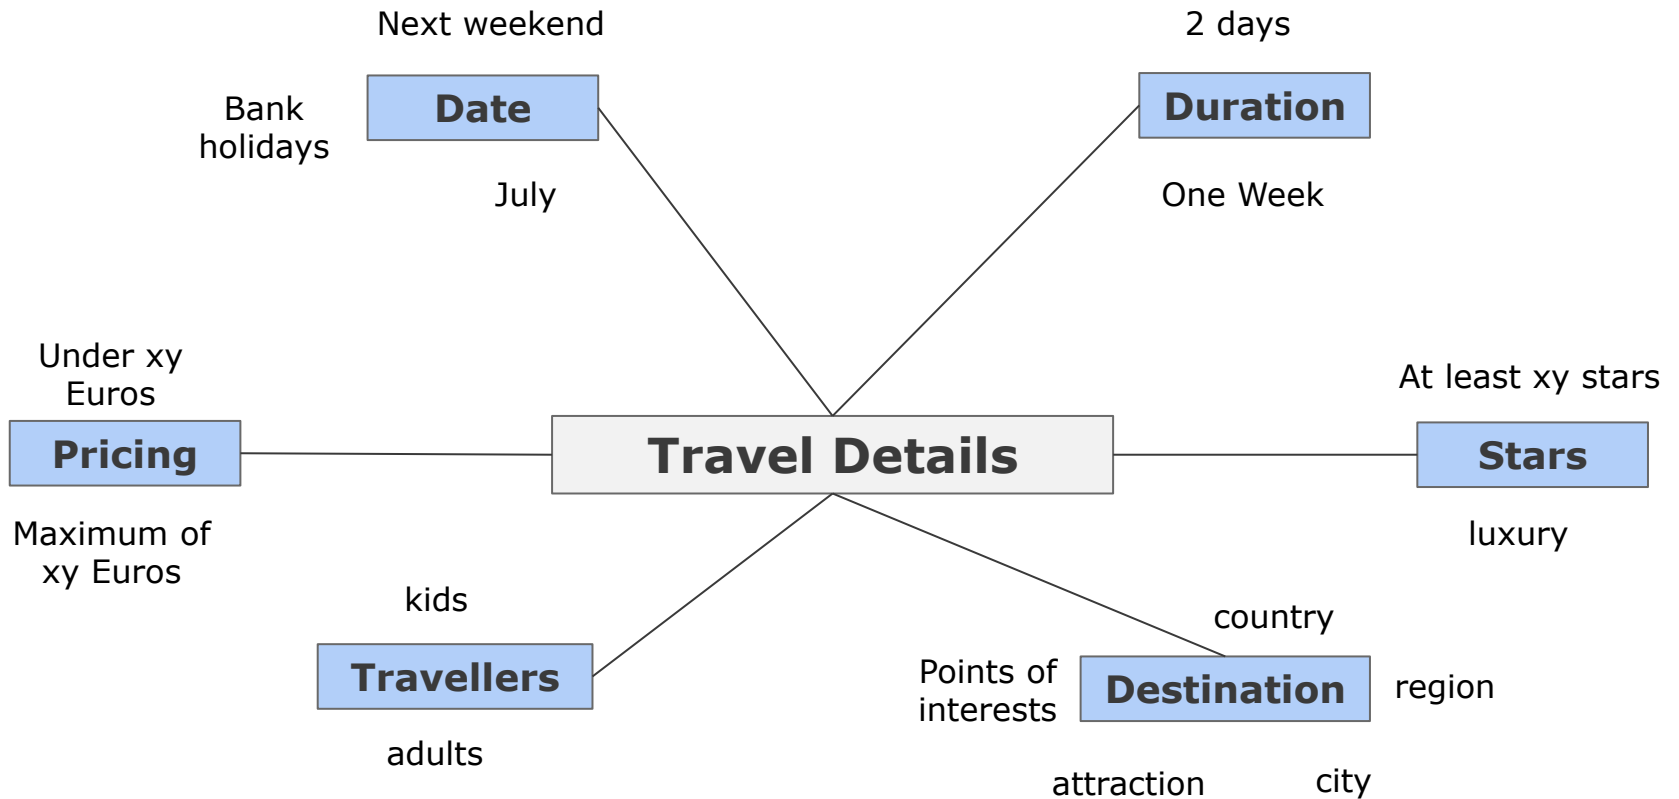 Next weekend
2 days
Date
Duration
Bank
holidays
July
One Week
Under xy
Euros
At least xy stars
Pricing
Travel Details
Stars
Maximum of
xy Euros
luxury
kids
country
Travellers
Points of
interests
Destination
region
adults
attraction
city